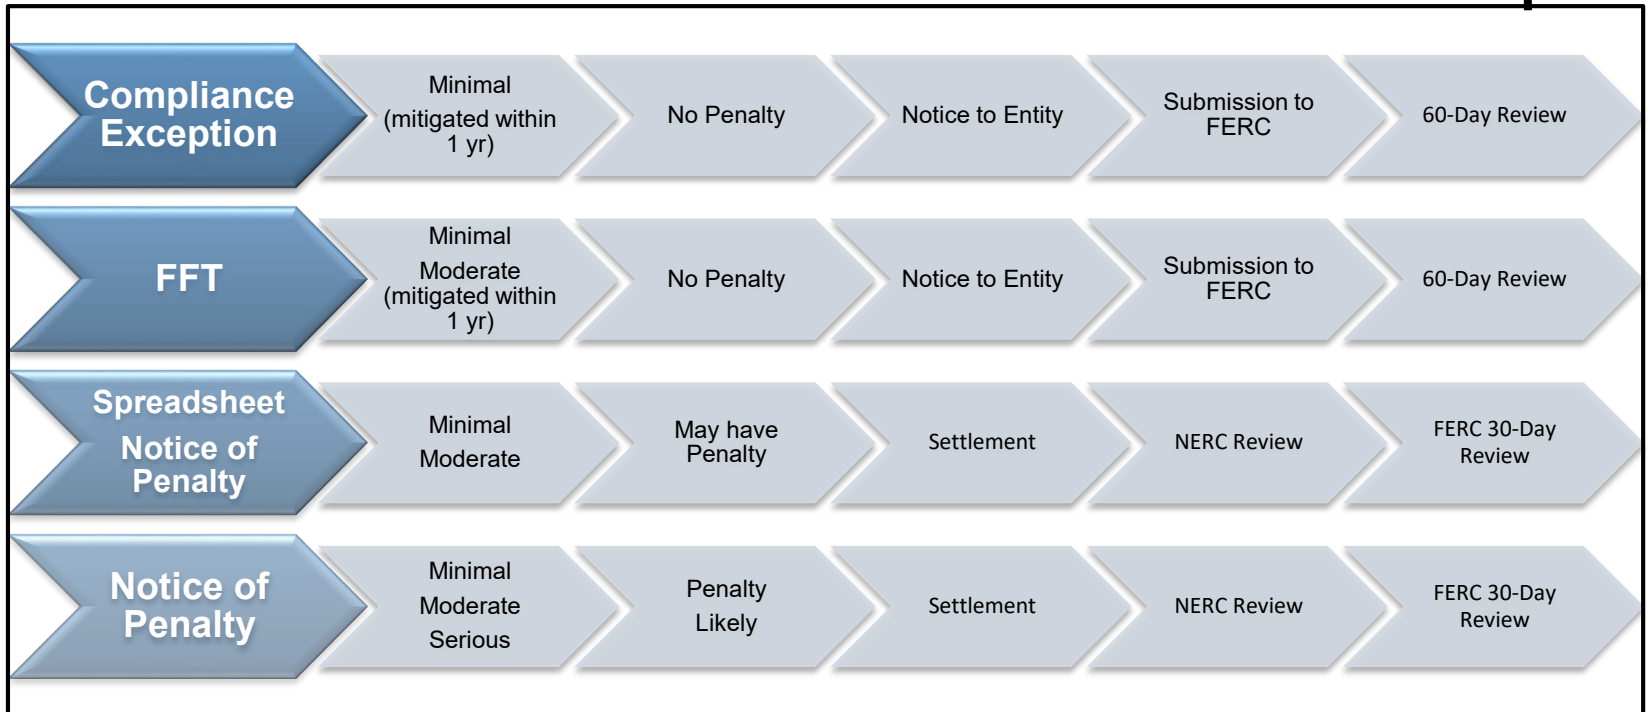 Compliance
Exception
Minimal
(mitigated within
1 yr)
No Penalty
Notice to Entity
Submission to
FERC
60-Day Review
FFT
Minimal
Moderate
(mitigated within
1 yr)
No Penalty
Notice to Entity
Submission to
FERC
60-Day Review
Spreadsheet
Notice of
Penalty
Minimal
Moderate
May have
Penalty
Settlement
NERC Review
FERC 30-Day
Review
Notice of
Penalty
Minimal
Moderate
Serious
Penalty
Likely
Settlement
NERC Review
FERC 30-Day
Review